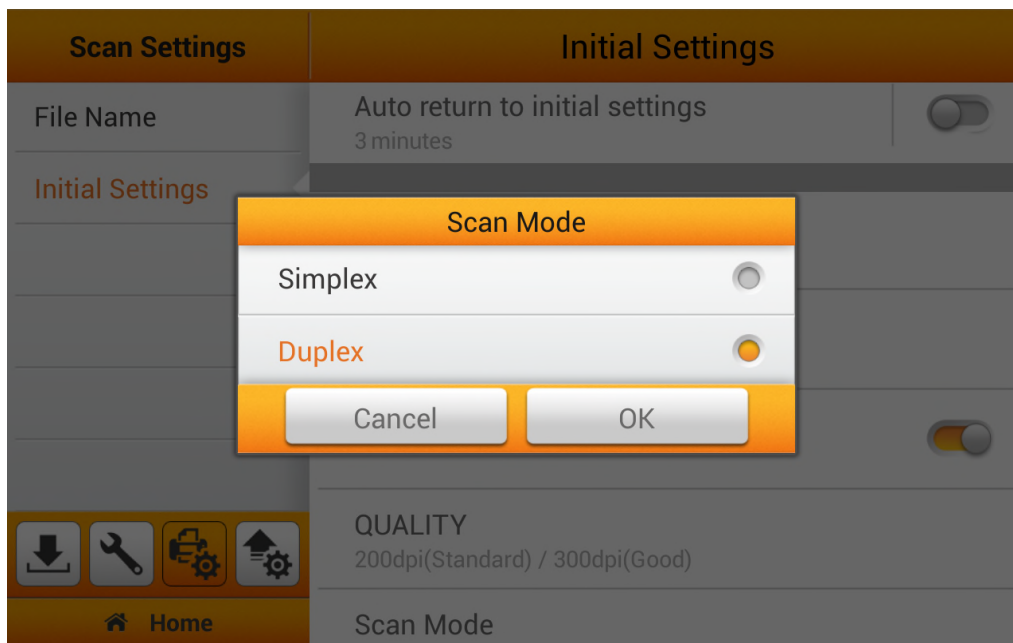 Scan Settings
Initial Settings
File Name
Initial Settings
Auto return to initial settings
3 minutes
Scan Mode
Simplex
Duplex
Cancel
OK
QUALITY
200dpi(Standard) / 300dpi(Good)
Scan Mode
Home